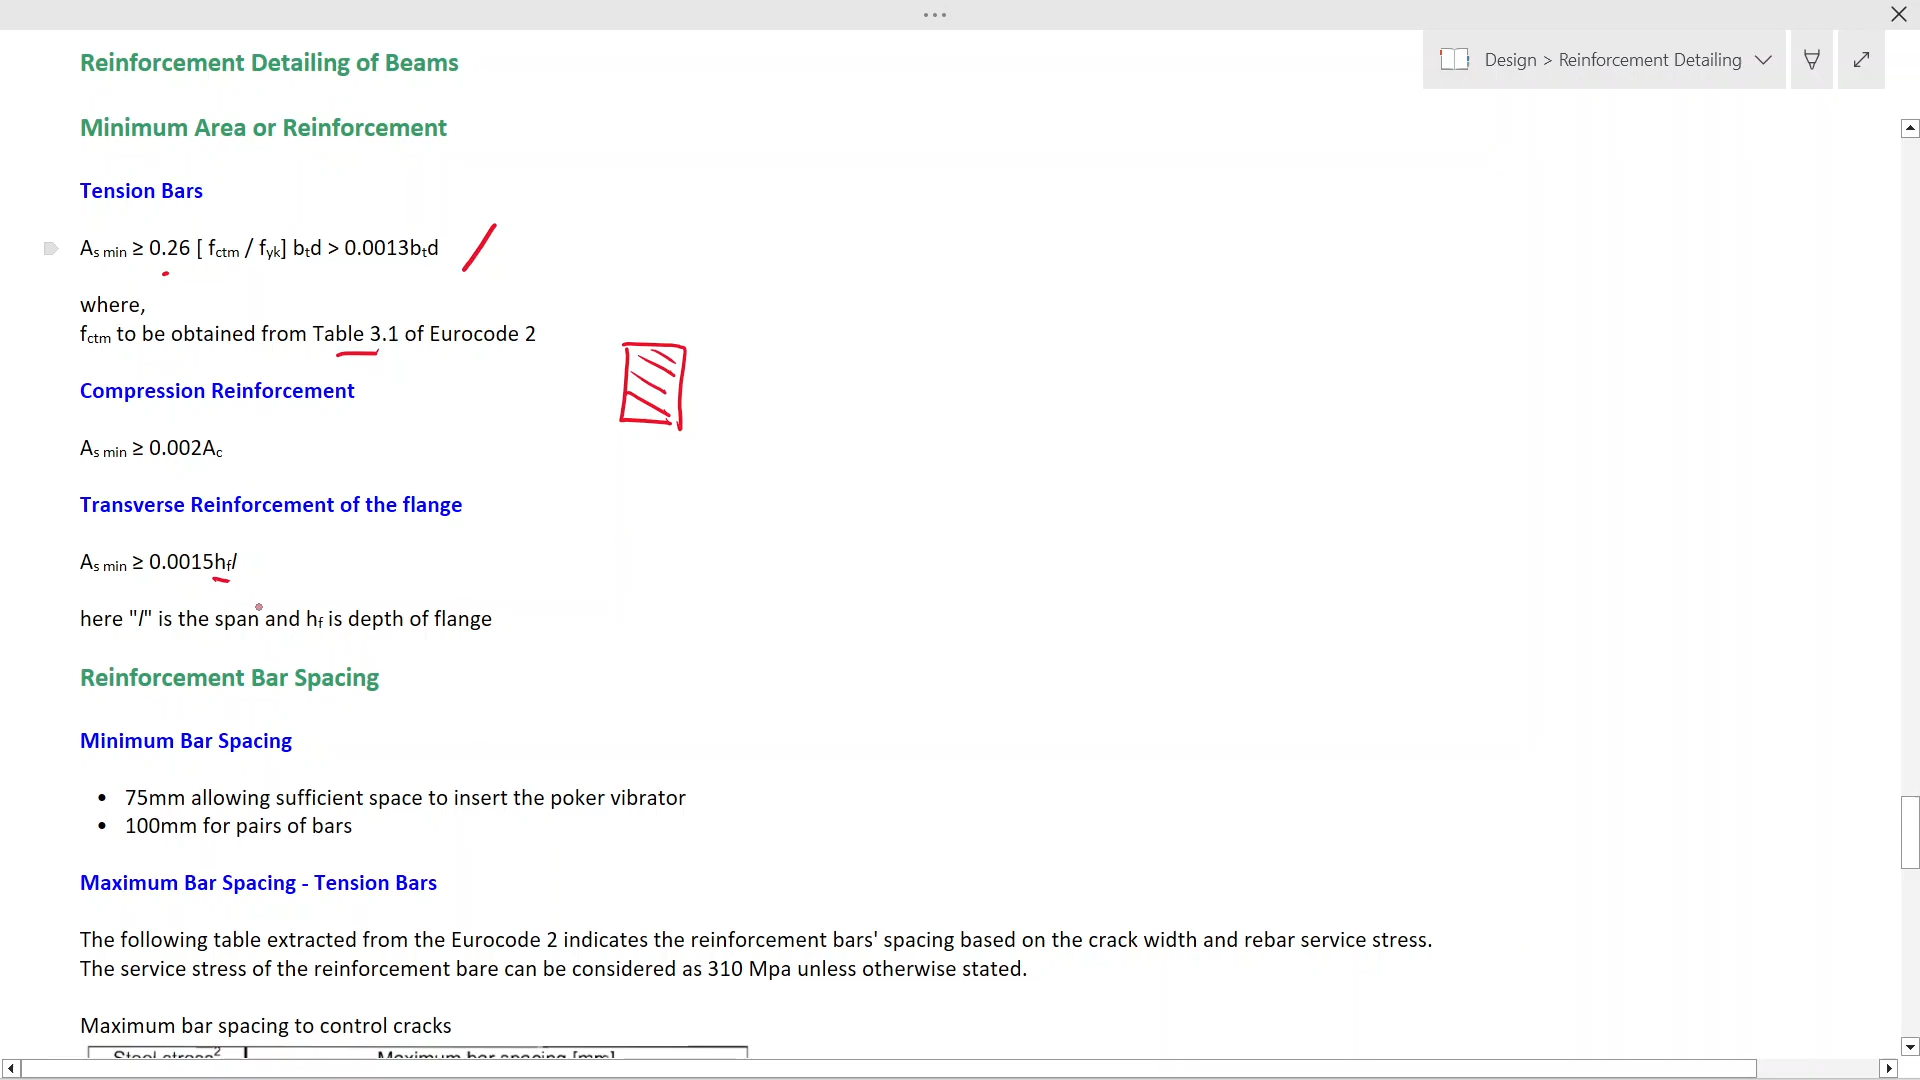 Design > Reinforcement Detailing
Reinforcement Detailing of Beams
Minimum Area or Reinforcement
Tension Bars
As min ≥ 0.26 [ fctm / fyk] btd > 0.0013btd
where,
fctm to be obtained from Table 3.1 of Eurocode 2
Compression Reinforcement
As min ≥ 0.002Ac
Transverse Reinforcement of the flange
As min ≥ 0.0015hfl
here "l" is the span and hf is depth of flange
Reinforcement Bar Spacing
Minimum Bar Spacing
• 75mm allowing sufficient space to insert the poker vibrator
• 100mm for pairs of bars
Maximum Bar Spacing - Tension Bars
The following table extracted from the Eurocode 2 indicates the reinforcement bars' spacing based on the crack width and rebar service stress.
The service stress of the reinforcement bare can be considered as 310 Mpa unless otherwise stated.
Maximum bar spacing to control cracks
Steel stress2 Maximum bar spacing [mm]